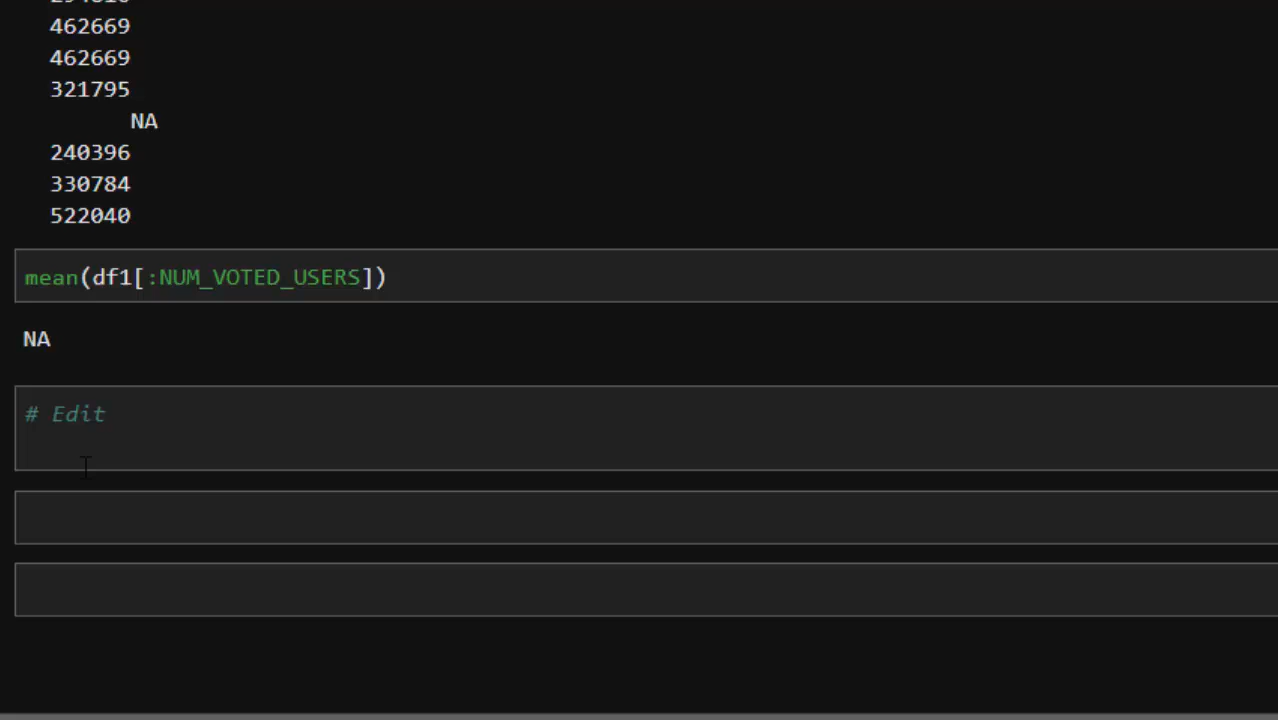 462669
462669
321795
NA
240396
330784
522040
mean(df1[:NUM_VOTED_USERS])
NA
# Edit